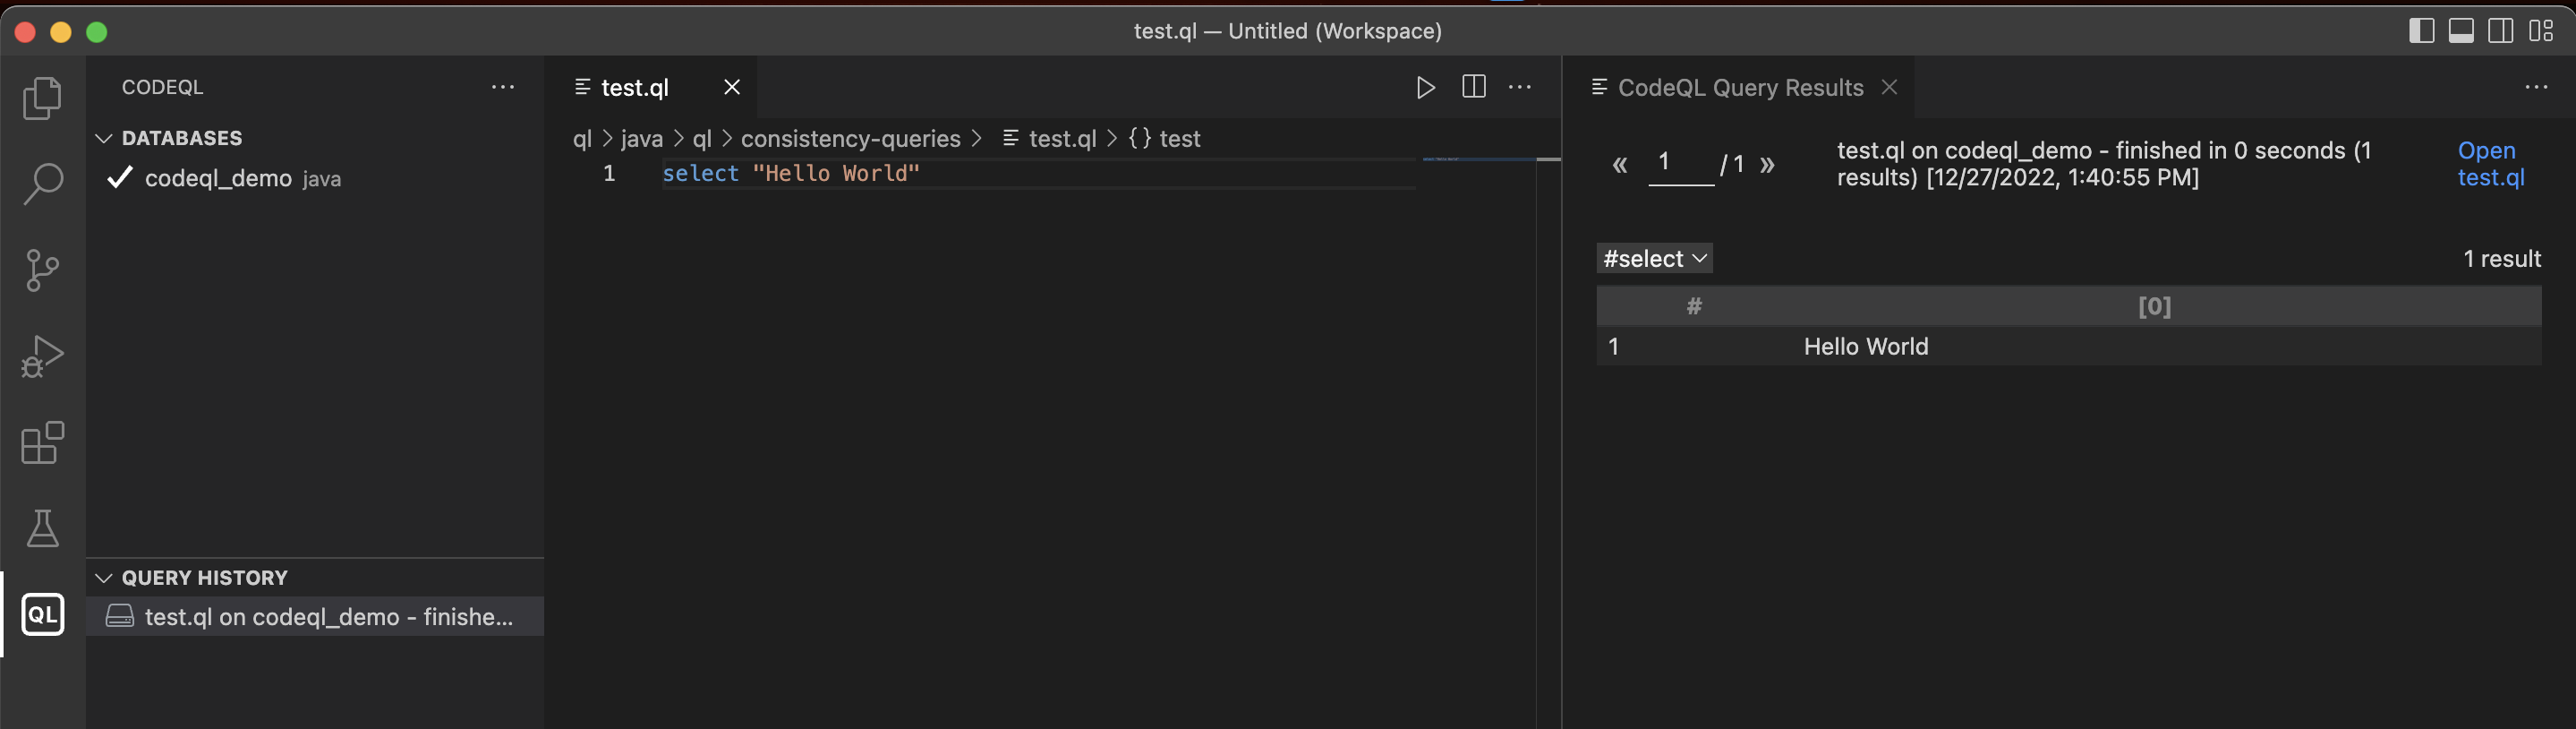 test.ql — Untitled (Workspace)
CODEQL
DATABASES
codeql_demo java
QUERY HISTORY
test.ql on codeql_demo - finishe...
QL
test.ql
ql > java > ql > consistency-queries > test.ql > {} test
1 select "Hello World"
CodeQL Query Results
« 1 / 1 »
test.ql on codeql_demo - finished in 0 seconds (1
results) [12/27/2022, 1:40:55 PM]
Open
test.ql
#select
1 result
# [0]
1 Hello World